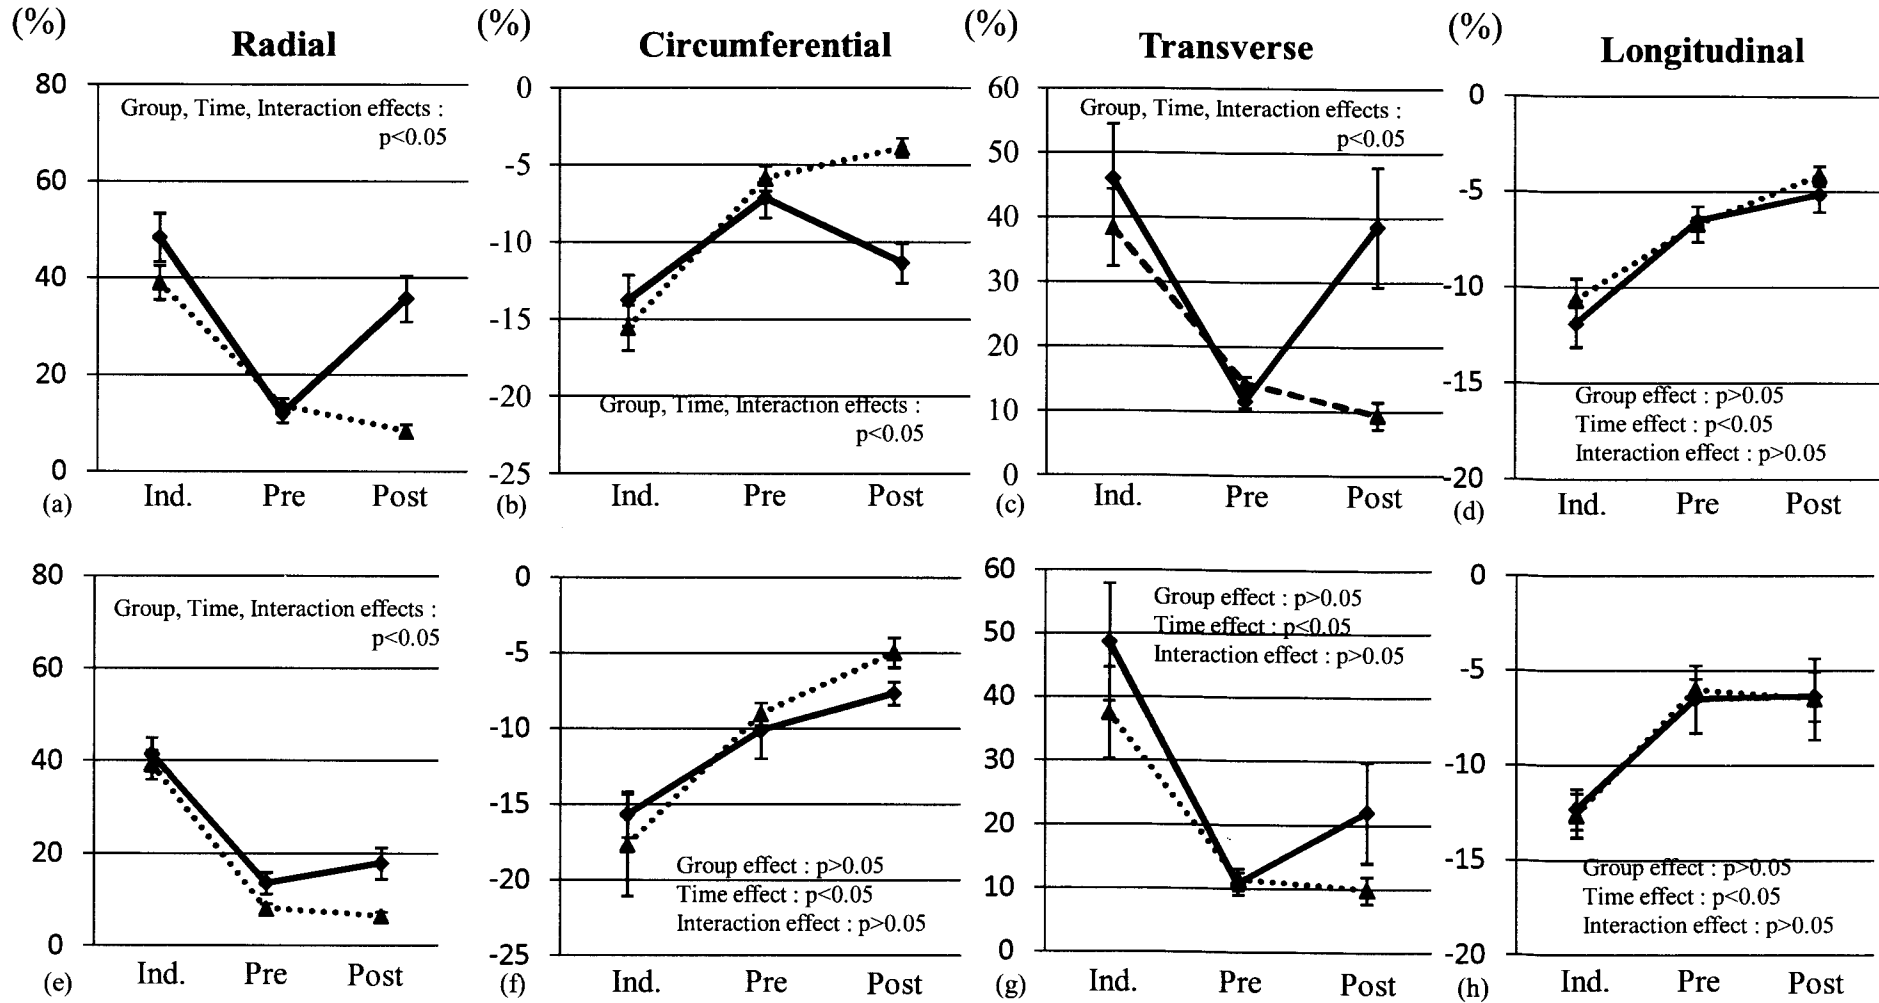 (%)
Radial
80
60
40
20
0
Group, Time, Interaction effects :
p<0.05
Ind.
Pre
Post
(a)
(%)
Circumferential
0
-5
-10
-15
-20
-25
Group, Time, Interaction effects :
p<0.05
Ind.
Pre
Post
(b)
(%)
Transverse
60
50
40
30
20
10
0
Group, Time, Interaction effects :
p<0.05
Ind.
Pre
Post
(c)
(%)
Longitudinal
0
-5
-10
-15
-20
Group effect : p>0.05
Time effect : p<0.05
Interaction effect : p>0.05
Ind.
Pre
Post
(d)
80
60
40
20
0
Group, Time, Interaction effects :
p<0.05
Ind.
Pre
Post
(e)
0
-5
-10
-15
-20
-25
Group effect : p>0.05
Time effect : p<0.05
Interaction effect : p>0.05
Ind.
Pre
Post
(f)
60
50
40
30
20
10
0
Group effect : p>0.05
Time effect : p<0.05
Interaction effect : p>0.05
Ind.
Pre
Post
(g)
0
-5
-10
-15
-20
Group effect : p>0.05
Time effect : p<0.05
Interaction effect : p>0.05
Ind.
Pre
Post
(h)